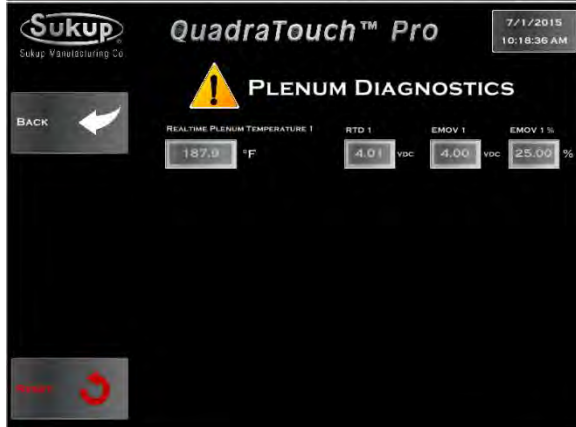 Sukup
Sukup Manufacturing Co
QuadraTouch™ Pro
7/1/2015
10:18:36 AM
PLENUM DIAGNOSTICS
BACK
REALTIME PLENUM TEMPERATURE 1
RTD 1
EMOV 1
EMOV 1 %
187.9 °F
4.01 VDC
4.00 VDC
25.00 %
RESET